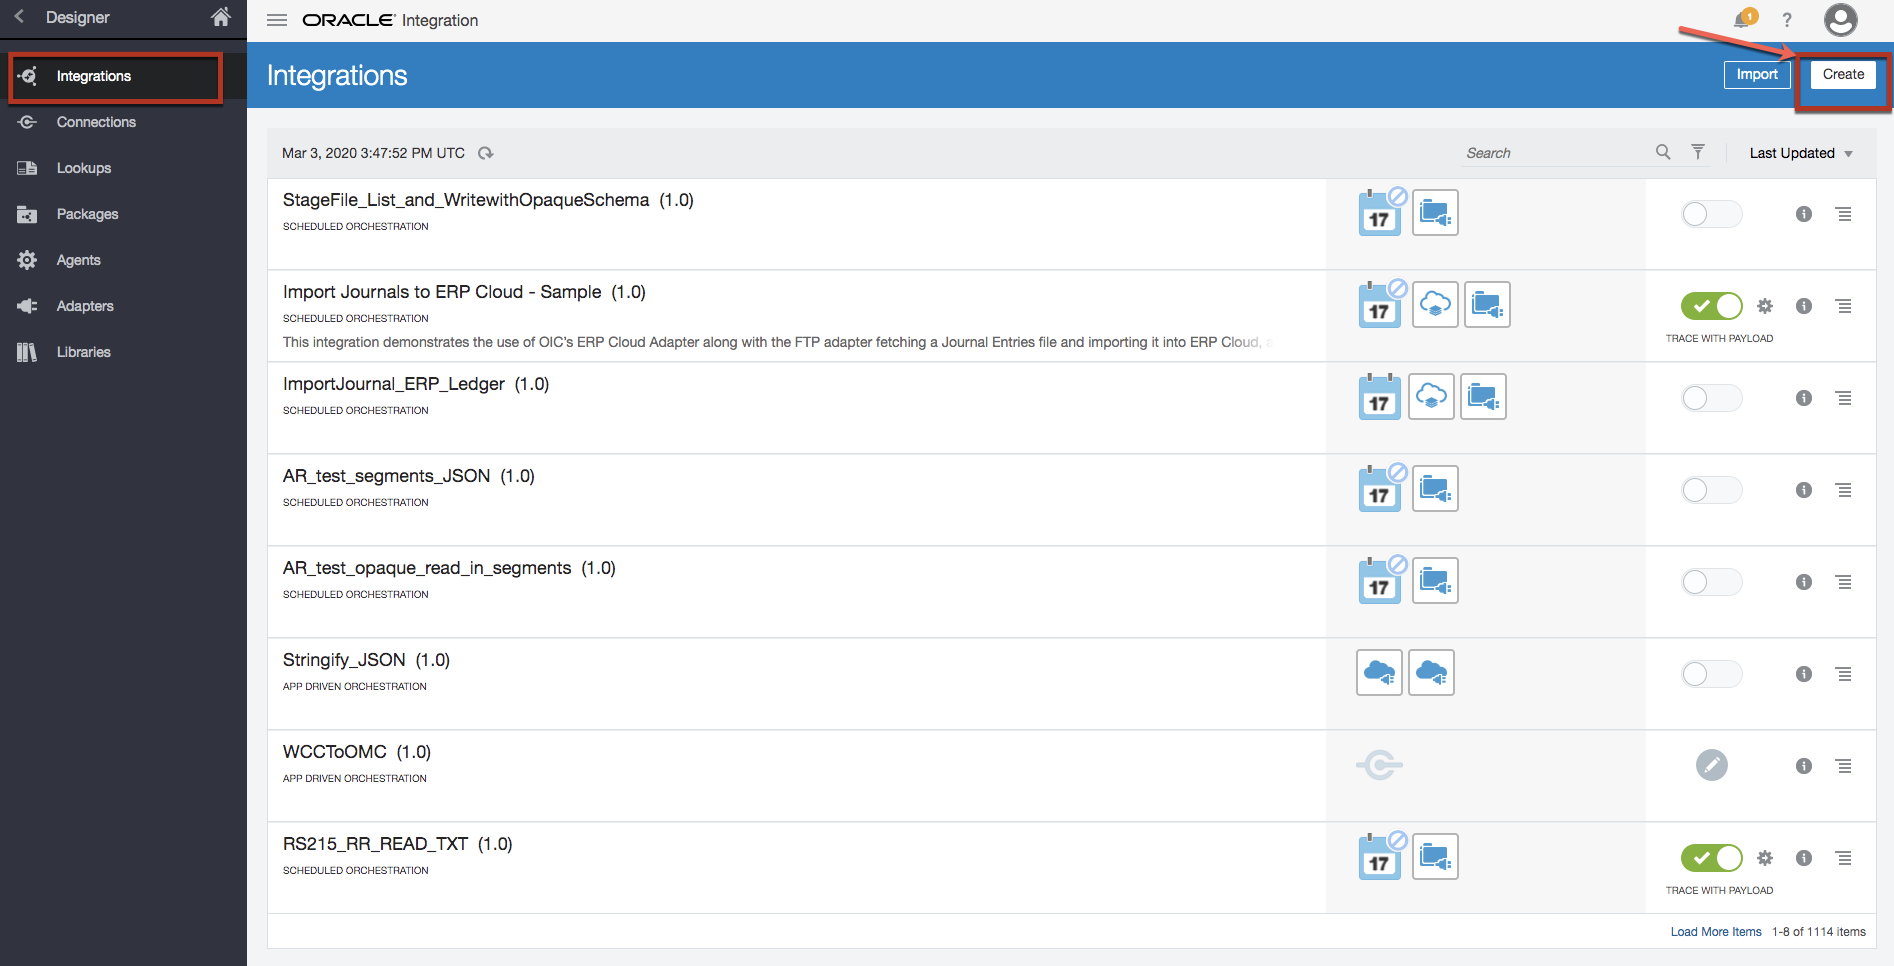 Designer
ORACLE Integration
1
?
Integrations
Integrations
Import
Create
Connections
Lookups
Packages
Agents
Adapters
Libraries
Mar 3, 2020 3:47:52 PM UTC
Search
Last Updated
StageFile_List_and_WritewithOpaqueSchema (1.0)
SCHEDULED ORCHESTRATION
17
Import Journals to ERP Cloud - Sample (1.0)
SCHEDULED ORCHESTRATION
This integration demonstrates the use of OIC's ERP Cloud Adapter along with the FTP adapter fetching a Journal Entries file and importing it into ERP Cloud,
17
TRACE WITH PAYLOAD
ImportJournal_ERP_Ledger (1.0)
SCHEDULED ORCHESTRATION
17
AR_test_segments_JSON (1.0)
SCHEDULED ORCHESTRATION
17
AR_test_opaque_read_in_segments (1.0)
SCHEDULED ORCHESTRATION
17
Stringify_JSON (1.0)
APP DRIVEN ORCHESTRATION
WCCToOMC (1.0)
APP DRIVEN ORCHESTRATION
RS215_RR_READ_TXT (1.0)
SCHEDULED ORCHESTRATION
17
TRACE WITH PAYLOAD
Load More Items 1-8 of 1114 items